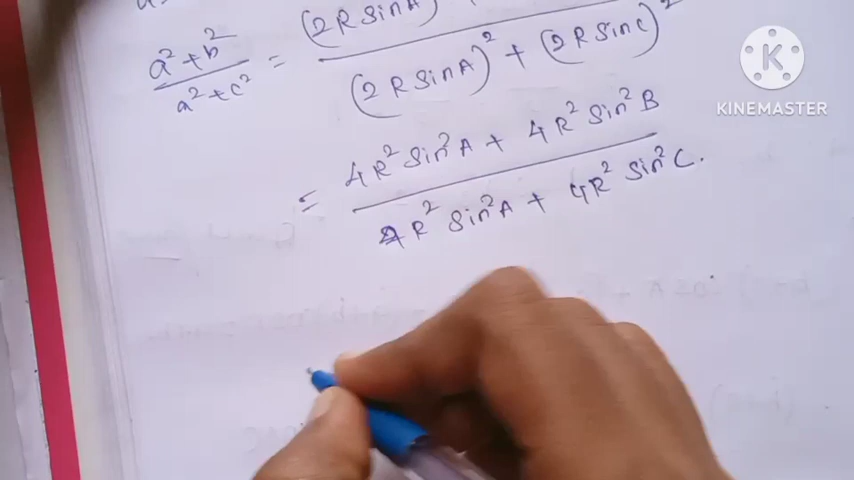 (2R SinA)
a²+b² / a²+c² = / (2R SinA)² + (2R SinC)²
= 4R² Sin²A + 4R² Sin²B / 4R² Sin²A + 4R² Sin²C.
K
KINEMASTER